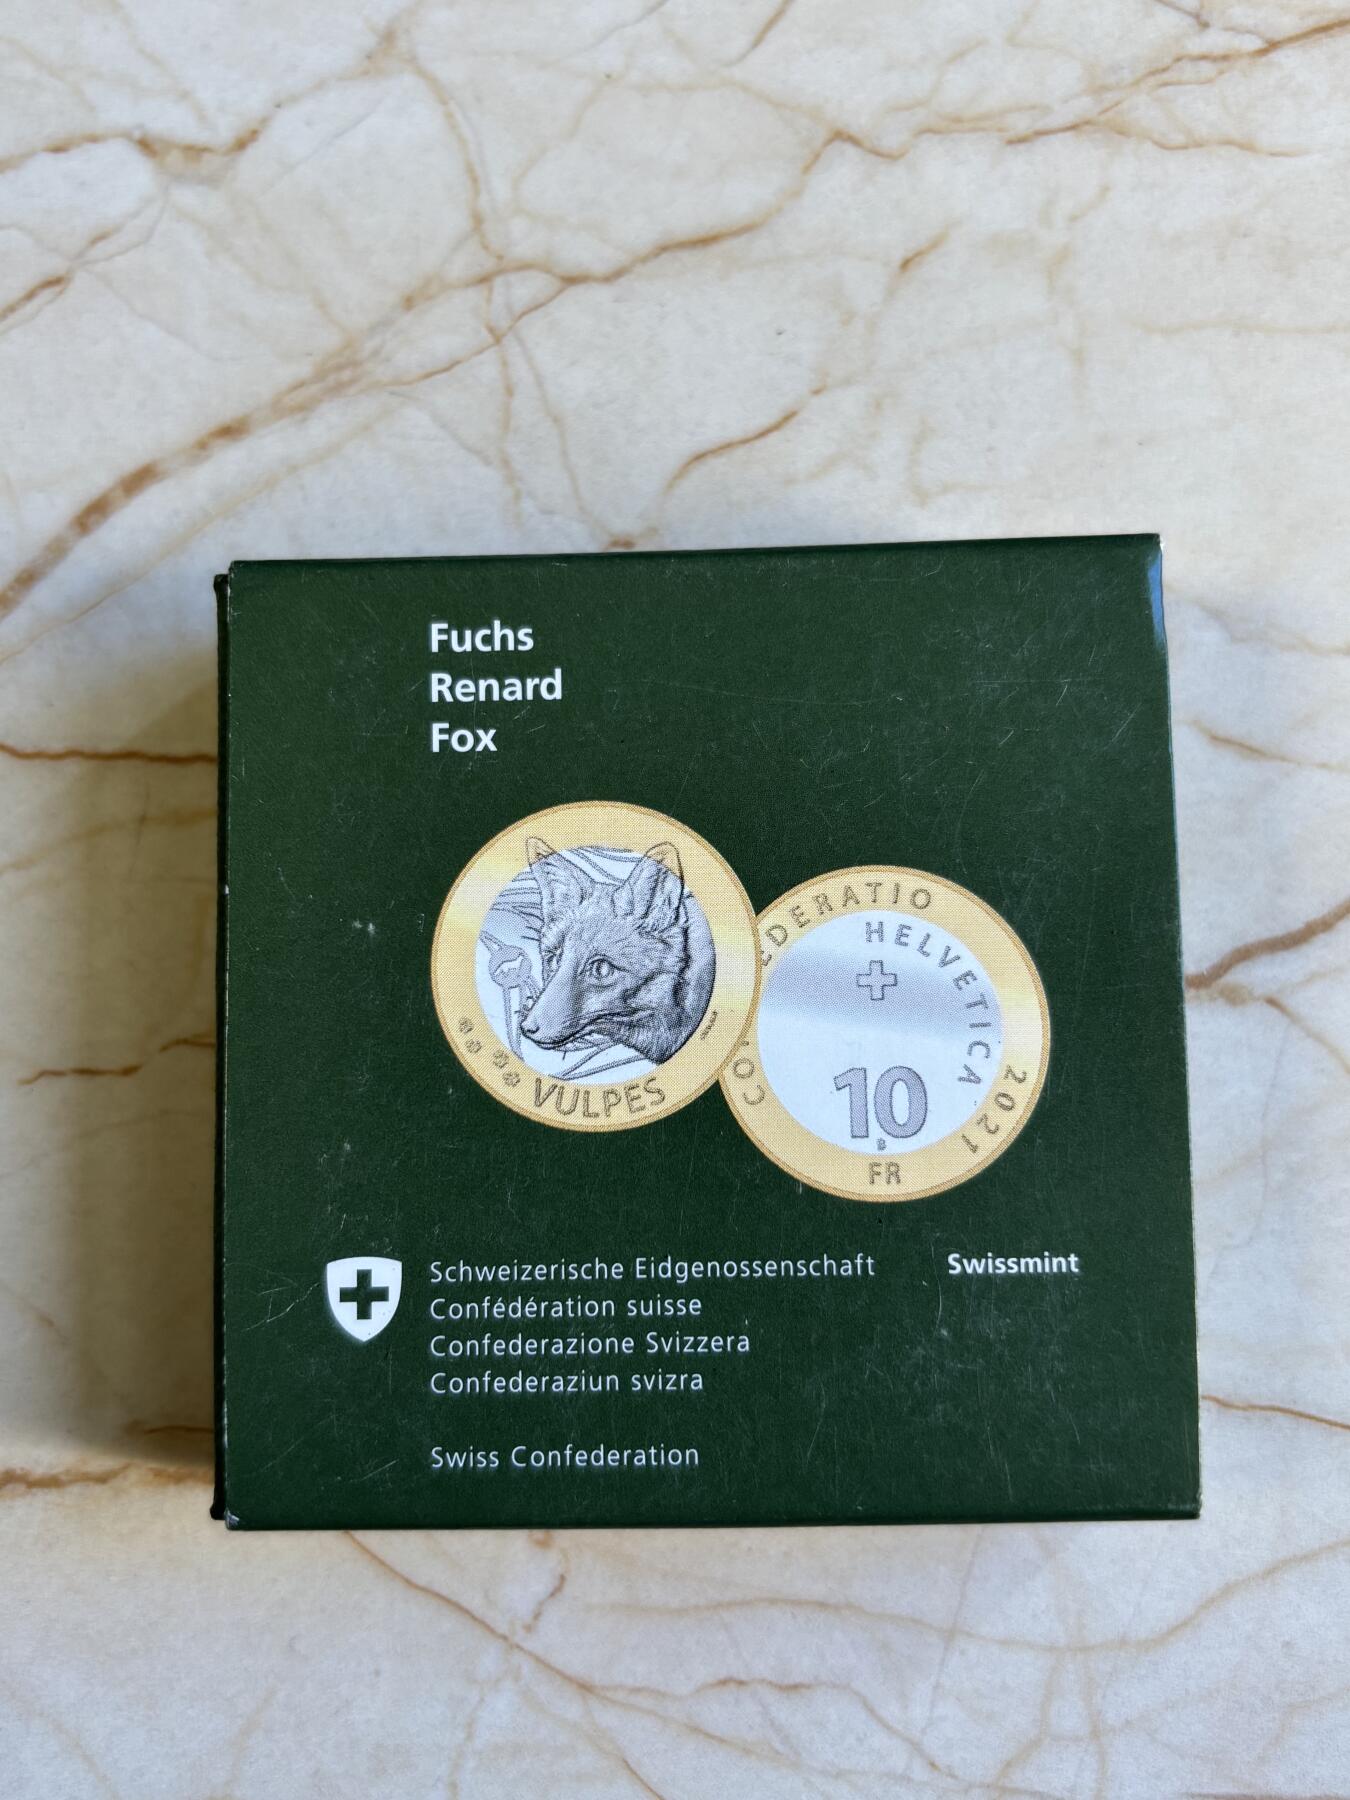 Fuchs
Renard
Fox
VULPES
CONFEDERATIO
HELVETICA
2021
10
B
FR
Schweizerische Eidgenossenschaft
Confédération suisse
Confederazione Svizzera
Confederaziun svizra
Swissmint
Swiss Confederation